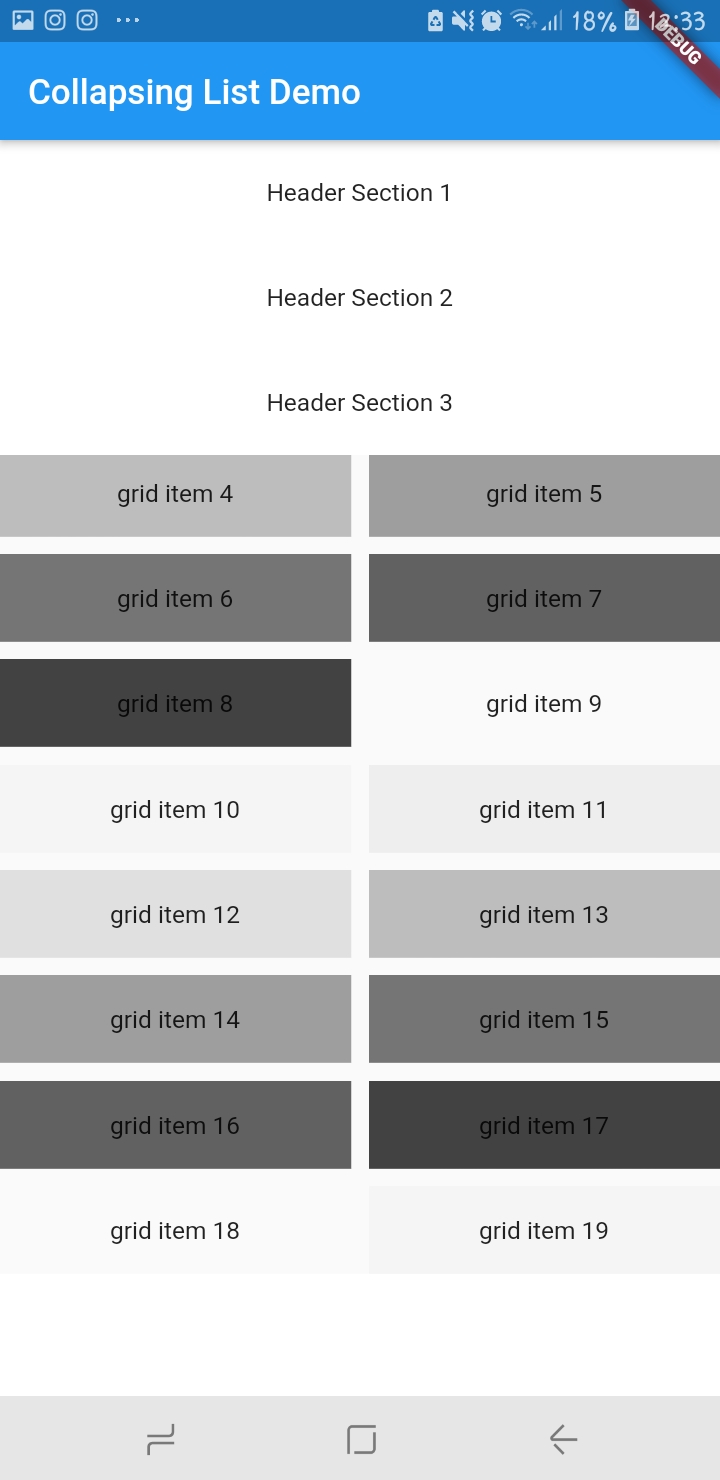 18% 12:33
DEBUG
Collapsing List Demo
Header Section 1
Header Section 2
Header Section 3
grid item 4 grid item 5
grid item 6 grid item 7
grid item 8 grid item 9
grid item 10 grid item 11
grid item 12 grid item 13
grid item 14 grid item 15
grid item 16 grid item 17
grid item 18 grid item 19